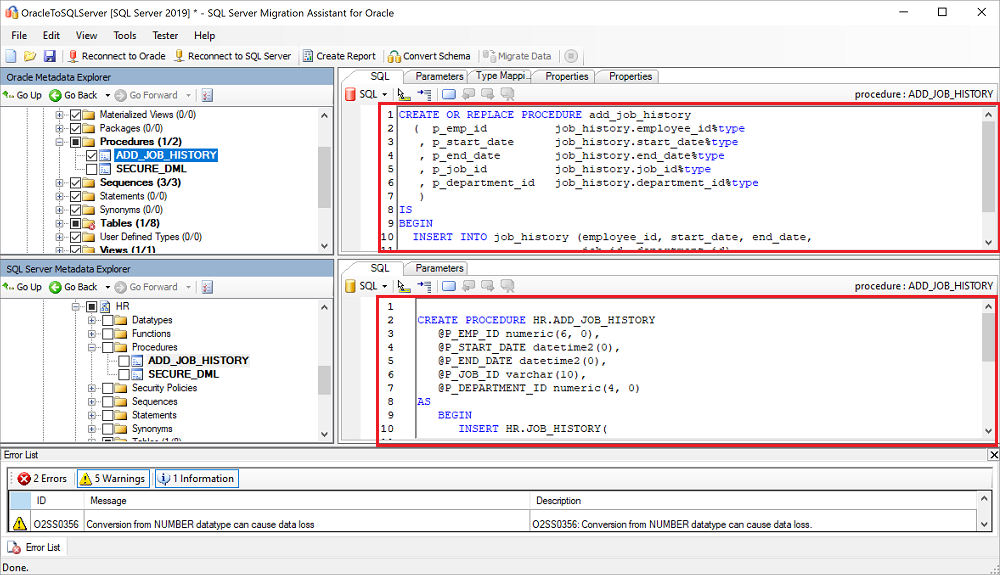 OracleToSQLServer [SQL Server 2019] * - SQL Server Migration Assistant for Oracle
File Edit View Tools Tester Help
Reconnect to Oracle Reconnect to SQL Server Create Report Convert Schema Migrate Data
Oracle Metadata Explorer
Go Up Go Back Go Forward
Materialized Views (0/0)
Packages (0/0)
Procedures (1/2)
ADD_JOB_HISTORY
SECURE_DML
Sequences (3/3)
Statements (0/0)
Synonyms (0/0)
Tables (1/8)
User Defined Types (0/0)
Views (1/1)
SQL Parameters Type Mappi... Properties Properties
SQL procedure : ADD_JOB_HISTORY
1 CREATE OR REPLACE PROCEDURE add_job_history
2 ( p_emp_id job_history.employee_id%type
3 , p_start_date job_history.start_date%type
4 , p_end_date job_history.end_date%type
5 , p_job_id job_history.job_id%type
6 , p_department_id job_history.department_id%type
7 )
8 IS
9 BEGIN
10 INSERT INTO job_history (employee_id, start_date, end_date,
11 job_id, department_id)
SQL Server Metadata Explorer
Go Up Go Back Go Forward
HR
Datatypes
Functions
Procedures
ADD_JOB_HISTORY
SECURE_DML
Security Policies
Sequences
Statements
Synonyms
Tables (1/8)
SQL Parameters
SQL procedure : ADD_JOB_HISTORY
1
2 CREATE PROCEDURE HR.ADD_JOB_HISTORY
3 @P_EMP_ID numeric(6, 0),
4 @P_START_DATE datetime2(0),
5 @P_END_DATE datetime2(0),
6 @P_JOB_ID varchar(10),
7 @P_DEPARTMENT_ID numeric(4, 0)
8 AS
9 BEGIN
10 INSERT HR.JOB_HISTORY(
Error List
2 Errors 5 Warnings 1 Information
ID Message Description
O2SS0356 Conversion from NUMBER datatype can cause data loss O2SS0356: Conversion from NUMBER datatype can cause data loss.
Error List
Done.